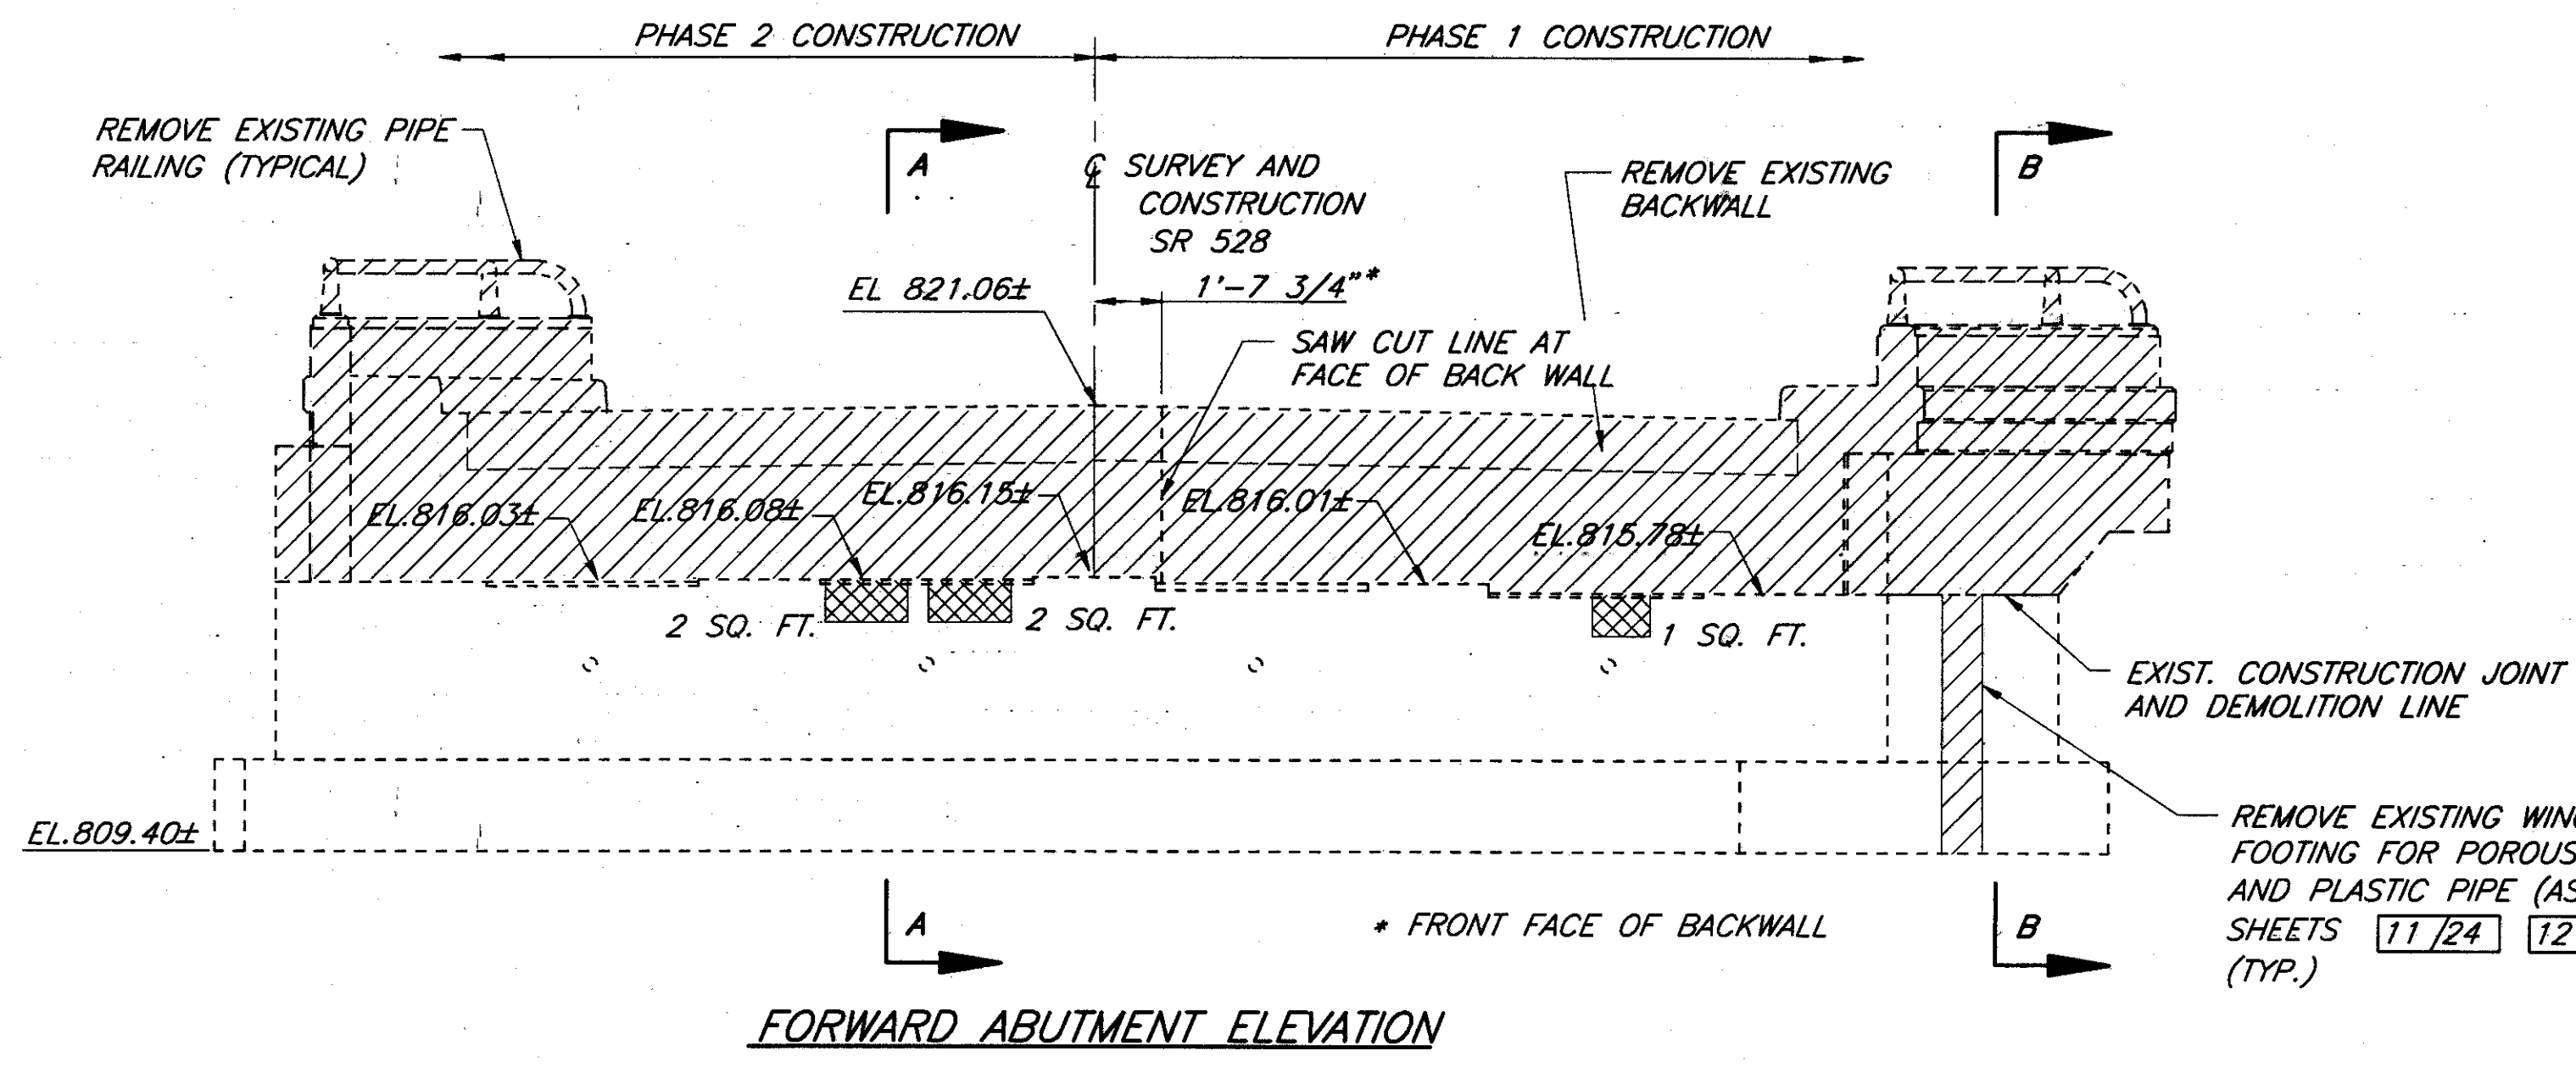 PHASE 2 CONSTRUCTION
PHASE 1 CONSTRUCTION
REMOVE EXISTING PIPE
RAILING (TYPICAL)
A
℄ SURVEY AND
CONSTRUCTION
SR 528
REMOVE EXISTING
BACKWALL
B
EL 821.06±
1'-7 3/4"*
SAW CUT LINE AT
FACE OF BACK WALL
EL.816.03±
EL.816.08±
EL.816.15±
EL.816.01±
EL.815.78±
2 SQ. FT.
2 SQ. FT.
1 SQ. FT.
EXIST. CONSTRUCTION JOINT
AND DEMOLITION LINE
EL.809.40±
REMOVE EXISTING WIN
FOOTING FOR POROUS
AND PLASTIC PIPE (AS
SHEETS 11/24 12
(TYP.)
A
* FRONT FACE OF BACKWALL
B
FORWARD ABUTMENT ELEVATION